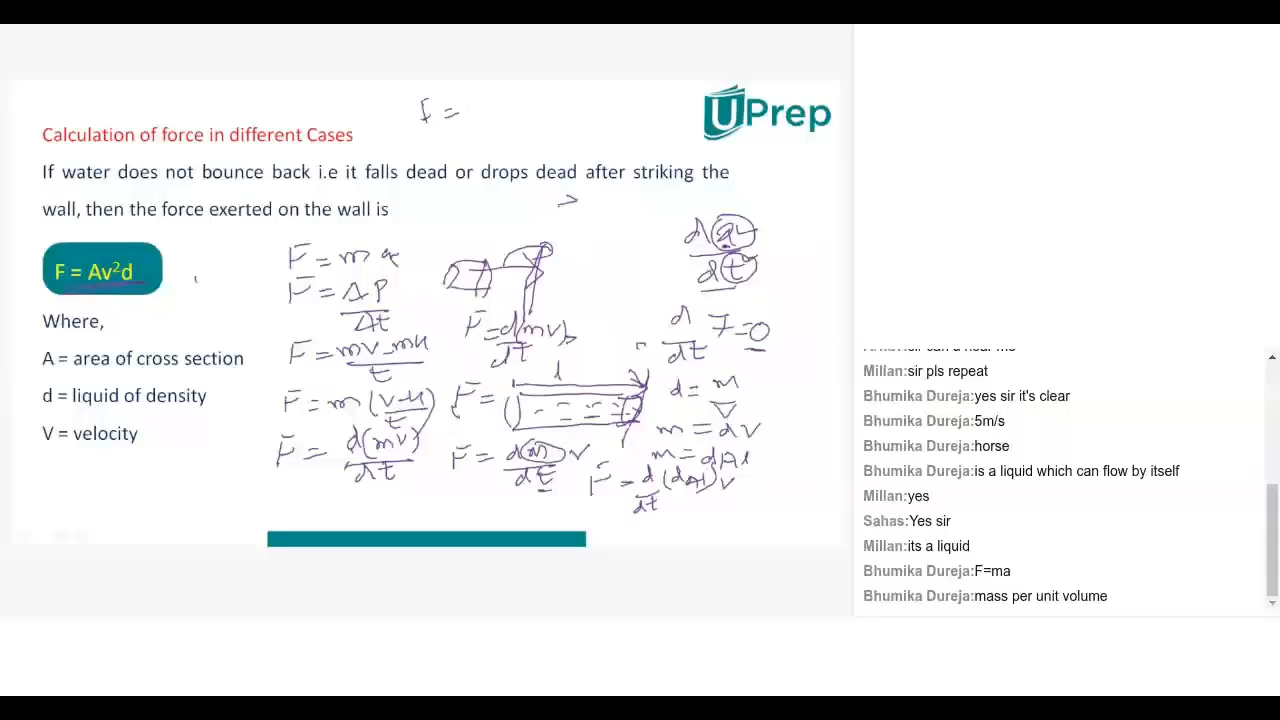 F =
UPrep
Calculation of force in different Cases
If water does not bounce back i.e it falls dead or drops dead after striking the
wall, then the force exerted on the wall is
F = Av²d
Where,
A = area of cross section
d = liquid of density
V = velocity
F = ma
F = ΔP/Δt
F = mv-mu/t
F = m(v-u/t)
F = d(mv)/dt
F = d(mv)/dt
F =
l
F = d(m)/dt v
d/dt 7 = 0
d = m/V
m = dV
m = dAl
F = d/dt (dAl) v
Millan:sir pls repeat
Bhumika Dureja:yes sir it's clear
Bhumika Dureja:5m/s
Bhumika Dureja:horse
Bhumika Dureja:is a liquid which can flow by itself
Millan:yes
Sahas:Yes sir
Millan:its a liquid
Bhumika Dureja:F=ma
Bhumika Dureja:mass per unit volume